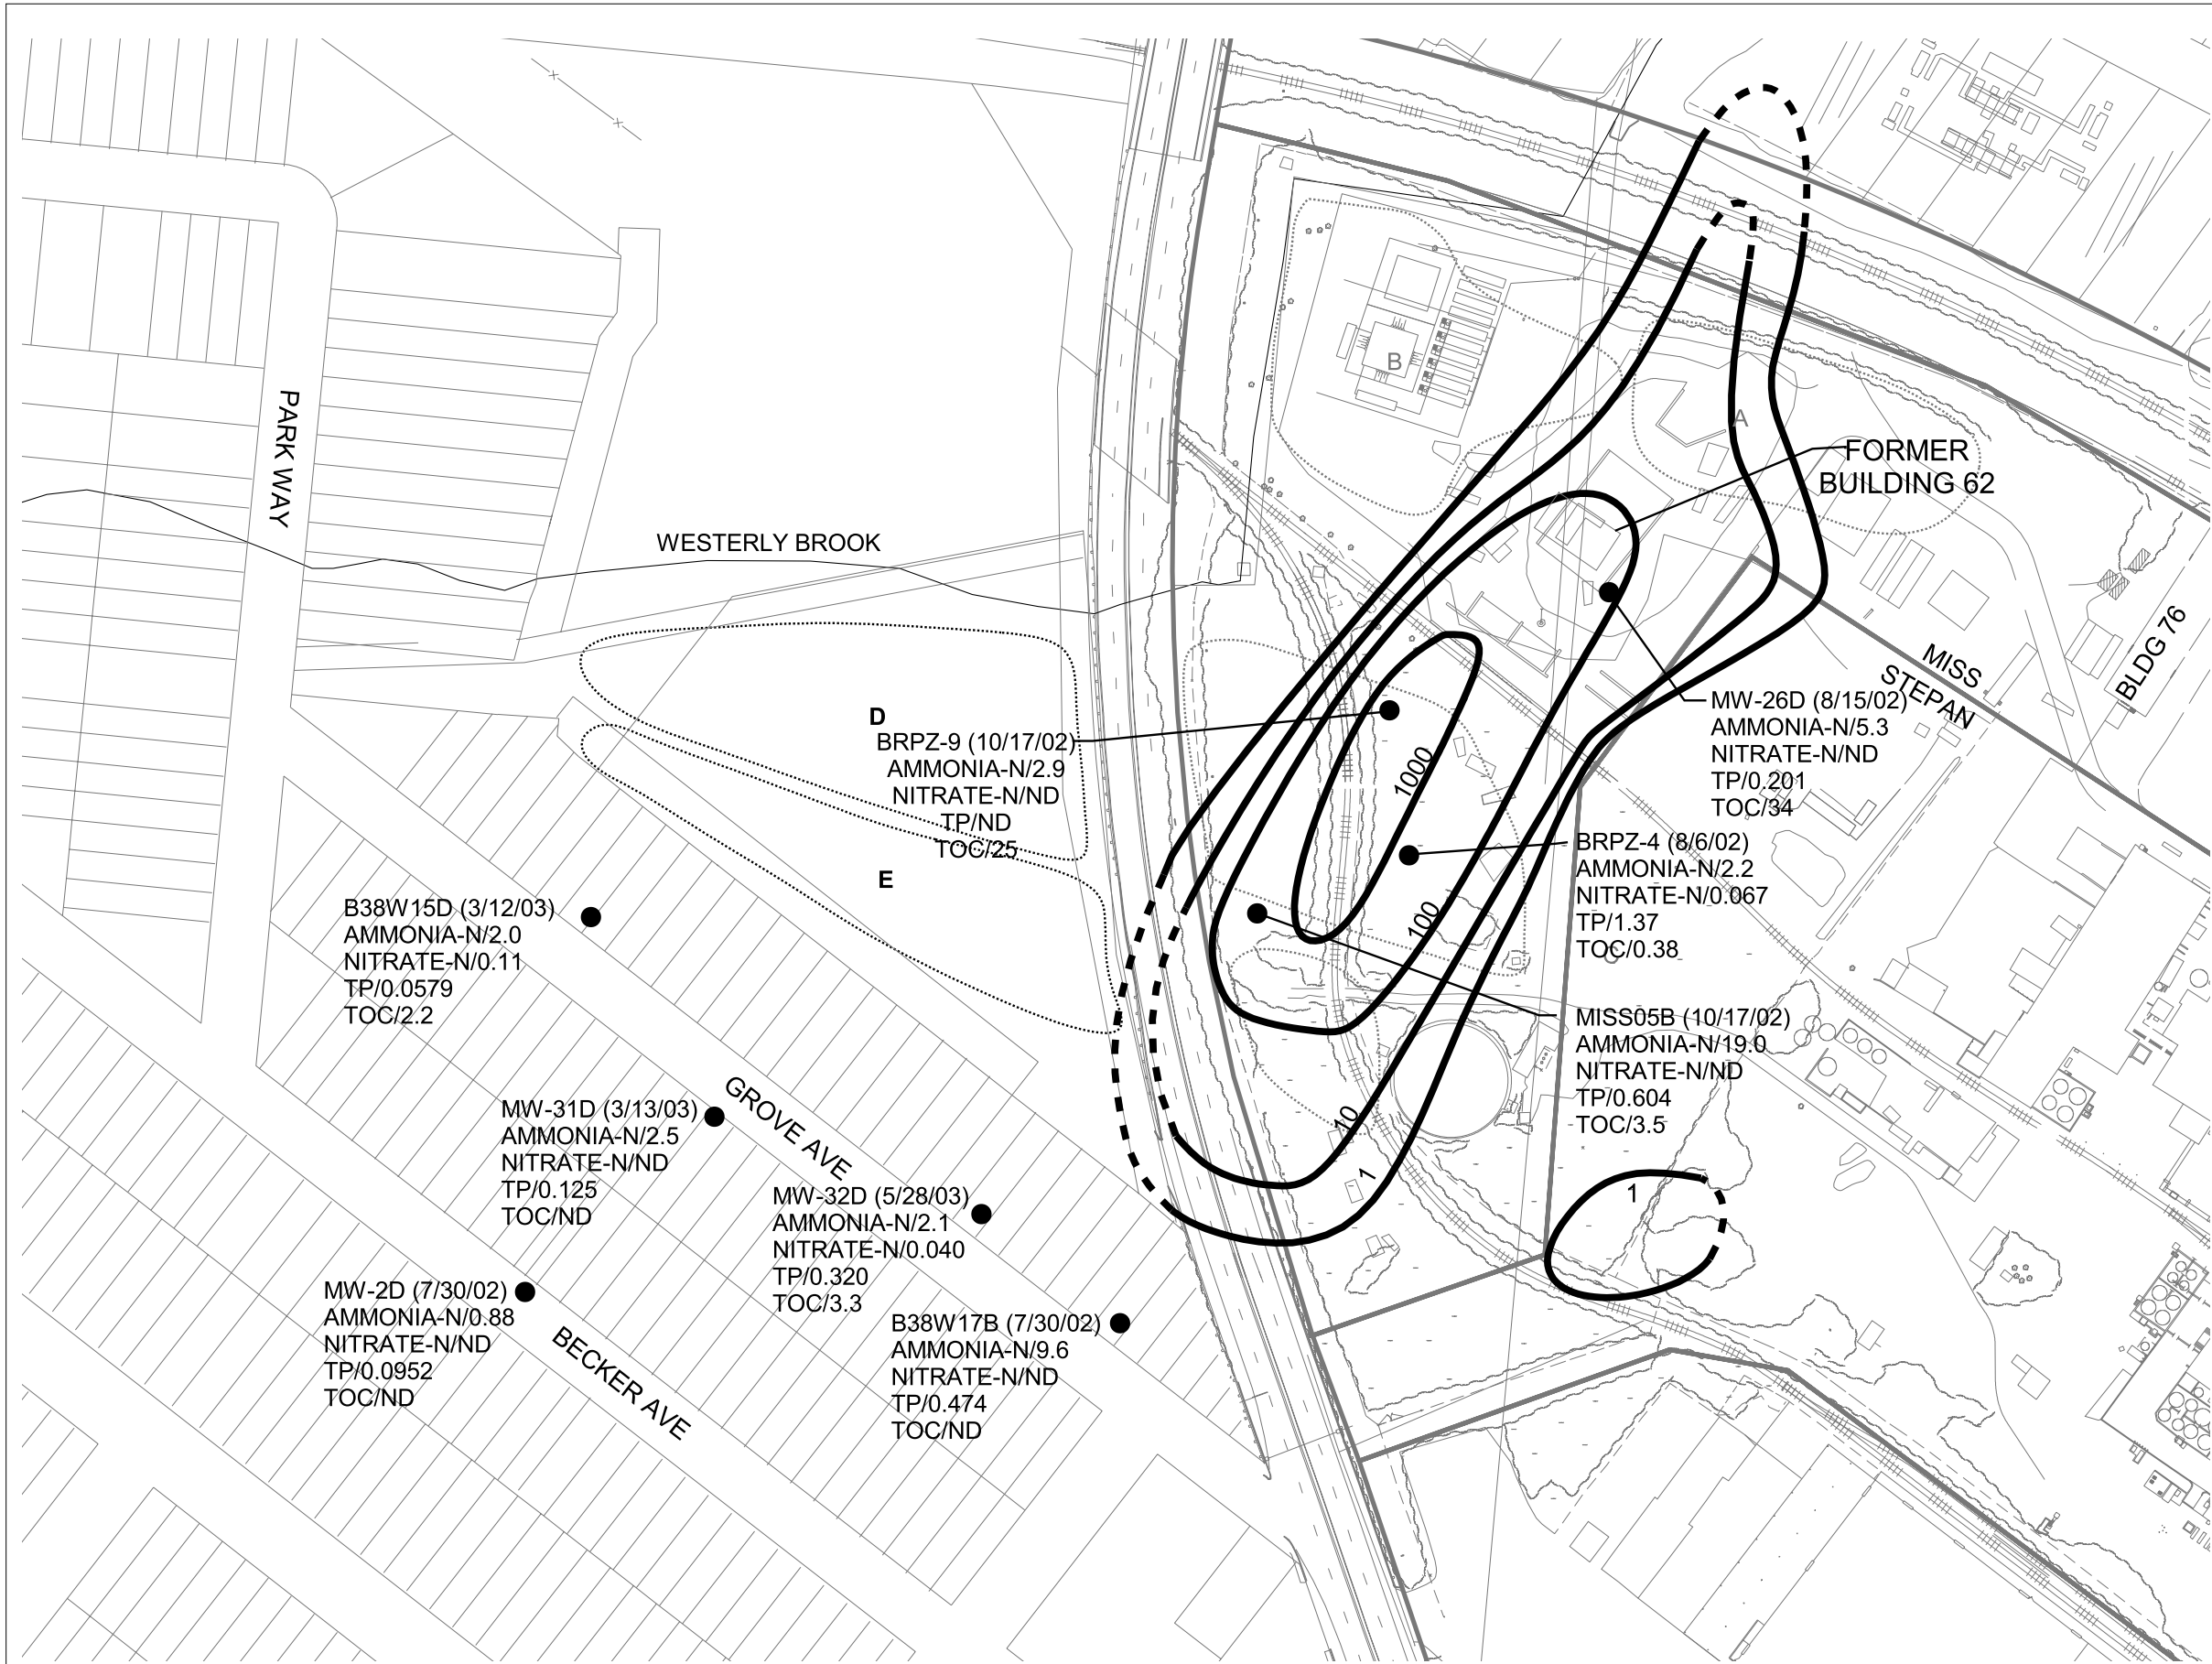 B
A
FORMER
BUILDING 62
PARK WAY
WESTERLY BROOK
BLDG 76
MISS
STEPAN
D
BRPZ-9 (10/17/02)
AMMONIA-N/2.9
NITRATE-N/ND
TP/ND
TOC/25
E
MW-26D (8/15/02)
AMMONIA-N/5.3
NITRATE-N/ND
TP/0.201
TOC/34
1000
BRPZ-4 (8/6/02)
AMMONIA-N/2.2
NITRATE-N/0.067
TP/1.37
TOC/0.38
100
B38W15D (3/12/03)
AMMONIA-N/2.0
NITRATE-N/0.11
TP/0.0579
TOC/2.2
MISS05B (10/17/02)
AMMONIA-N/19.0
NITRATE-N/ND
TP/0.604
TOC/3.5
10
1
1
MW-31D (3/13/03)
AMMONIA-N/2.5
NITRATE-N/ND
TP/0.125
TOC/ND
GROVE AVE
MW-32D (5/28/03)
AMMONIA-N/2.1
NITRATE-N/0.040
TP/0.320
TOC/3.3
MW-2D (7/30/02)
AMMONIA-N/0.88
NITRATE-N/ND
TP/0.0952
TOC/ND
BECKER AVE
B38W17B (7/30/02)
AMMONIA-N/9.6
NITRATE-N/ND
TP/0.474
TOC/ND